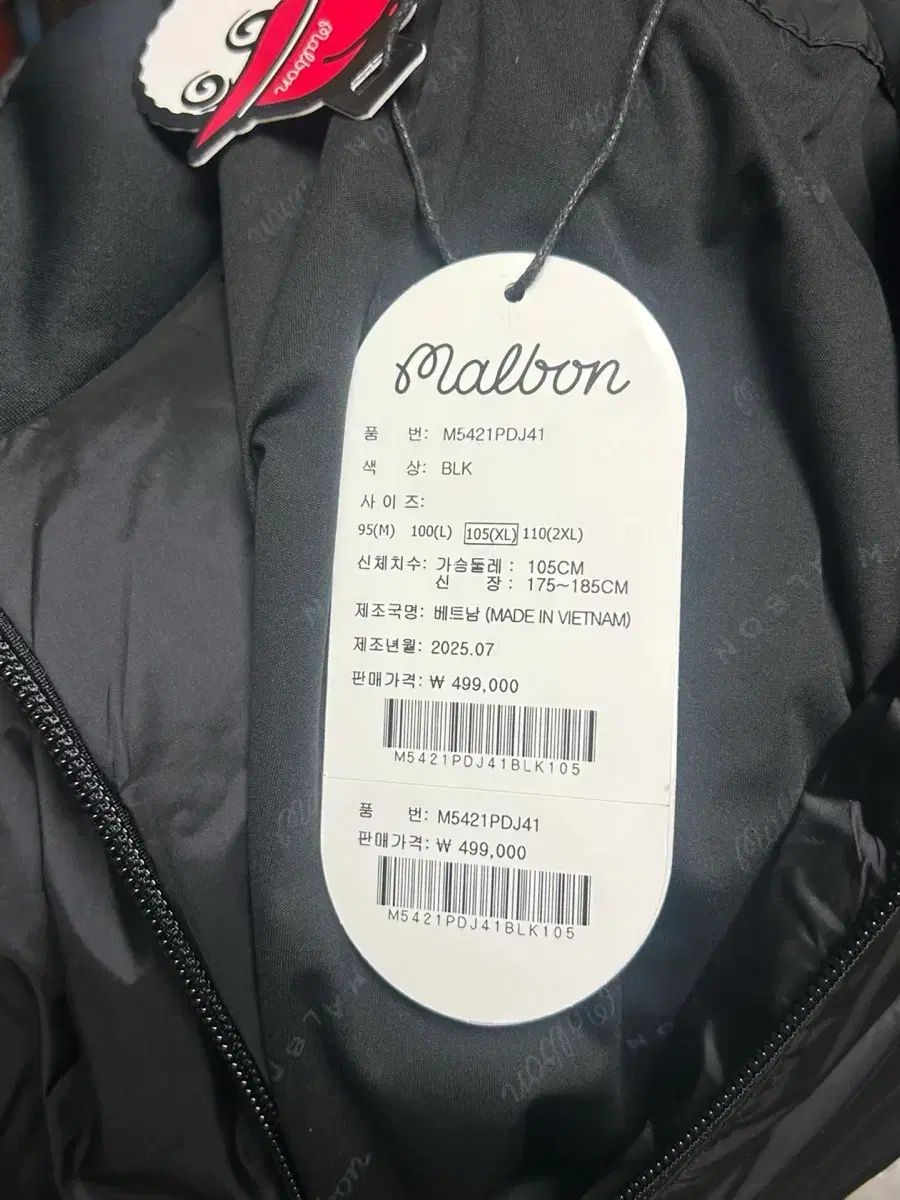 Malbon
Malbon
품 번: M5421PDJ41
색 상: BLK
사 이 즈:
95(M) 100(L) 105(XL) 110(2XL)
신체치수: 가슴둘레 : 105CM
신 장 : 175~185CM
제조국명: 베트남 (MADE IN VIETNAM)
제조년월: 2025.07
판매가격: ₩ 499,000
M5421PDJ41BLK105
품 번: M5421PDJ41
판매가격: ₩ 499,000
M5421PDJ41BLK105